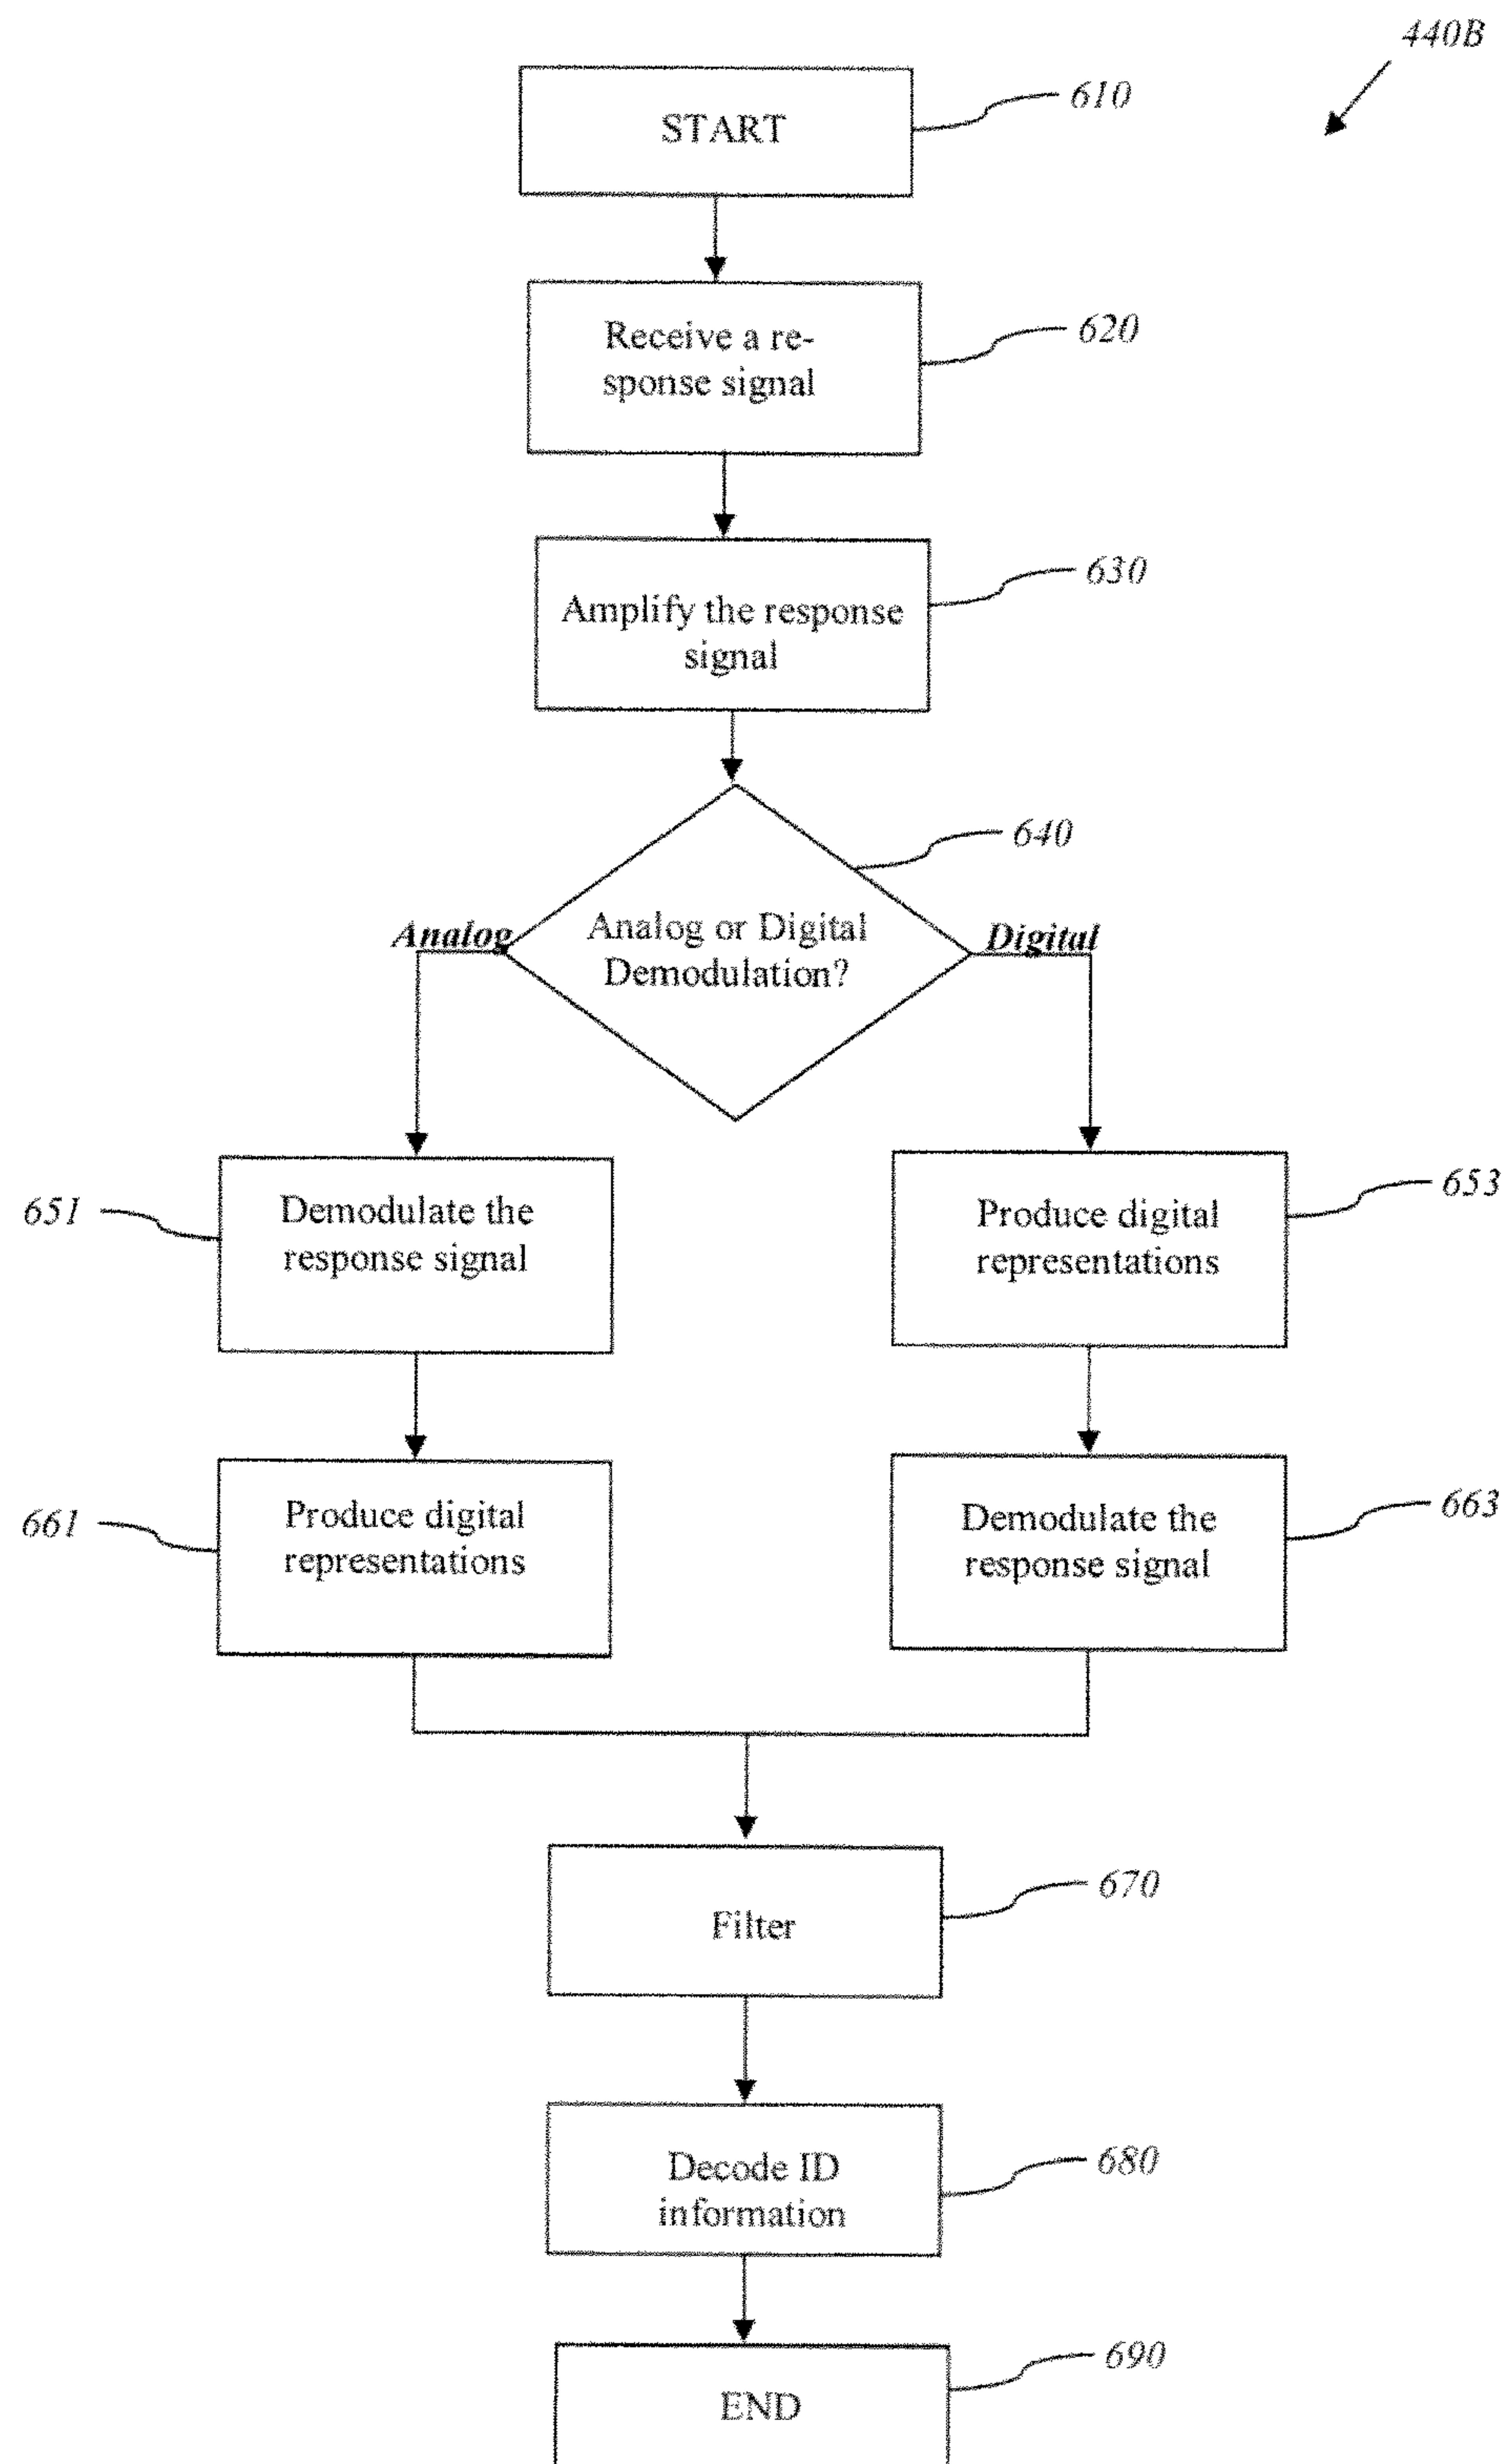 440B
START
610
Receive a re-
sponse signal
620
Amplify the response
signal
630
640
Analog or Digital
Demodulation?
Analog
Digital
651
Demodulate the
response signal
Produce digital
representations
653
661
Produce digital
representations
Demodulate the
response signal
663
Filter
670
Decode ID
information
680
END
690